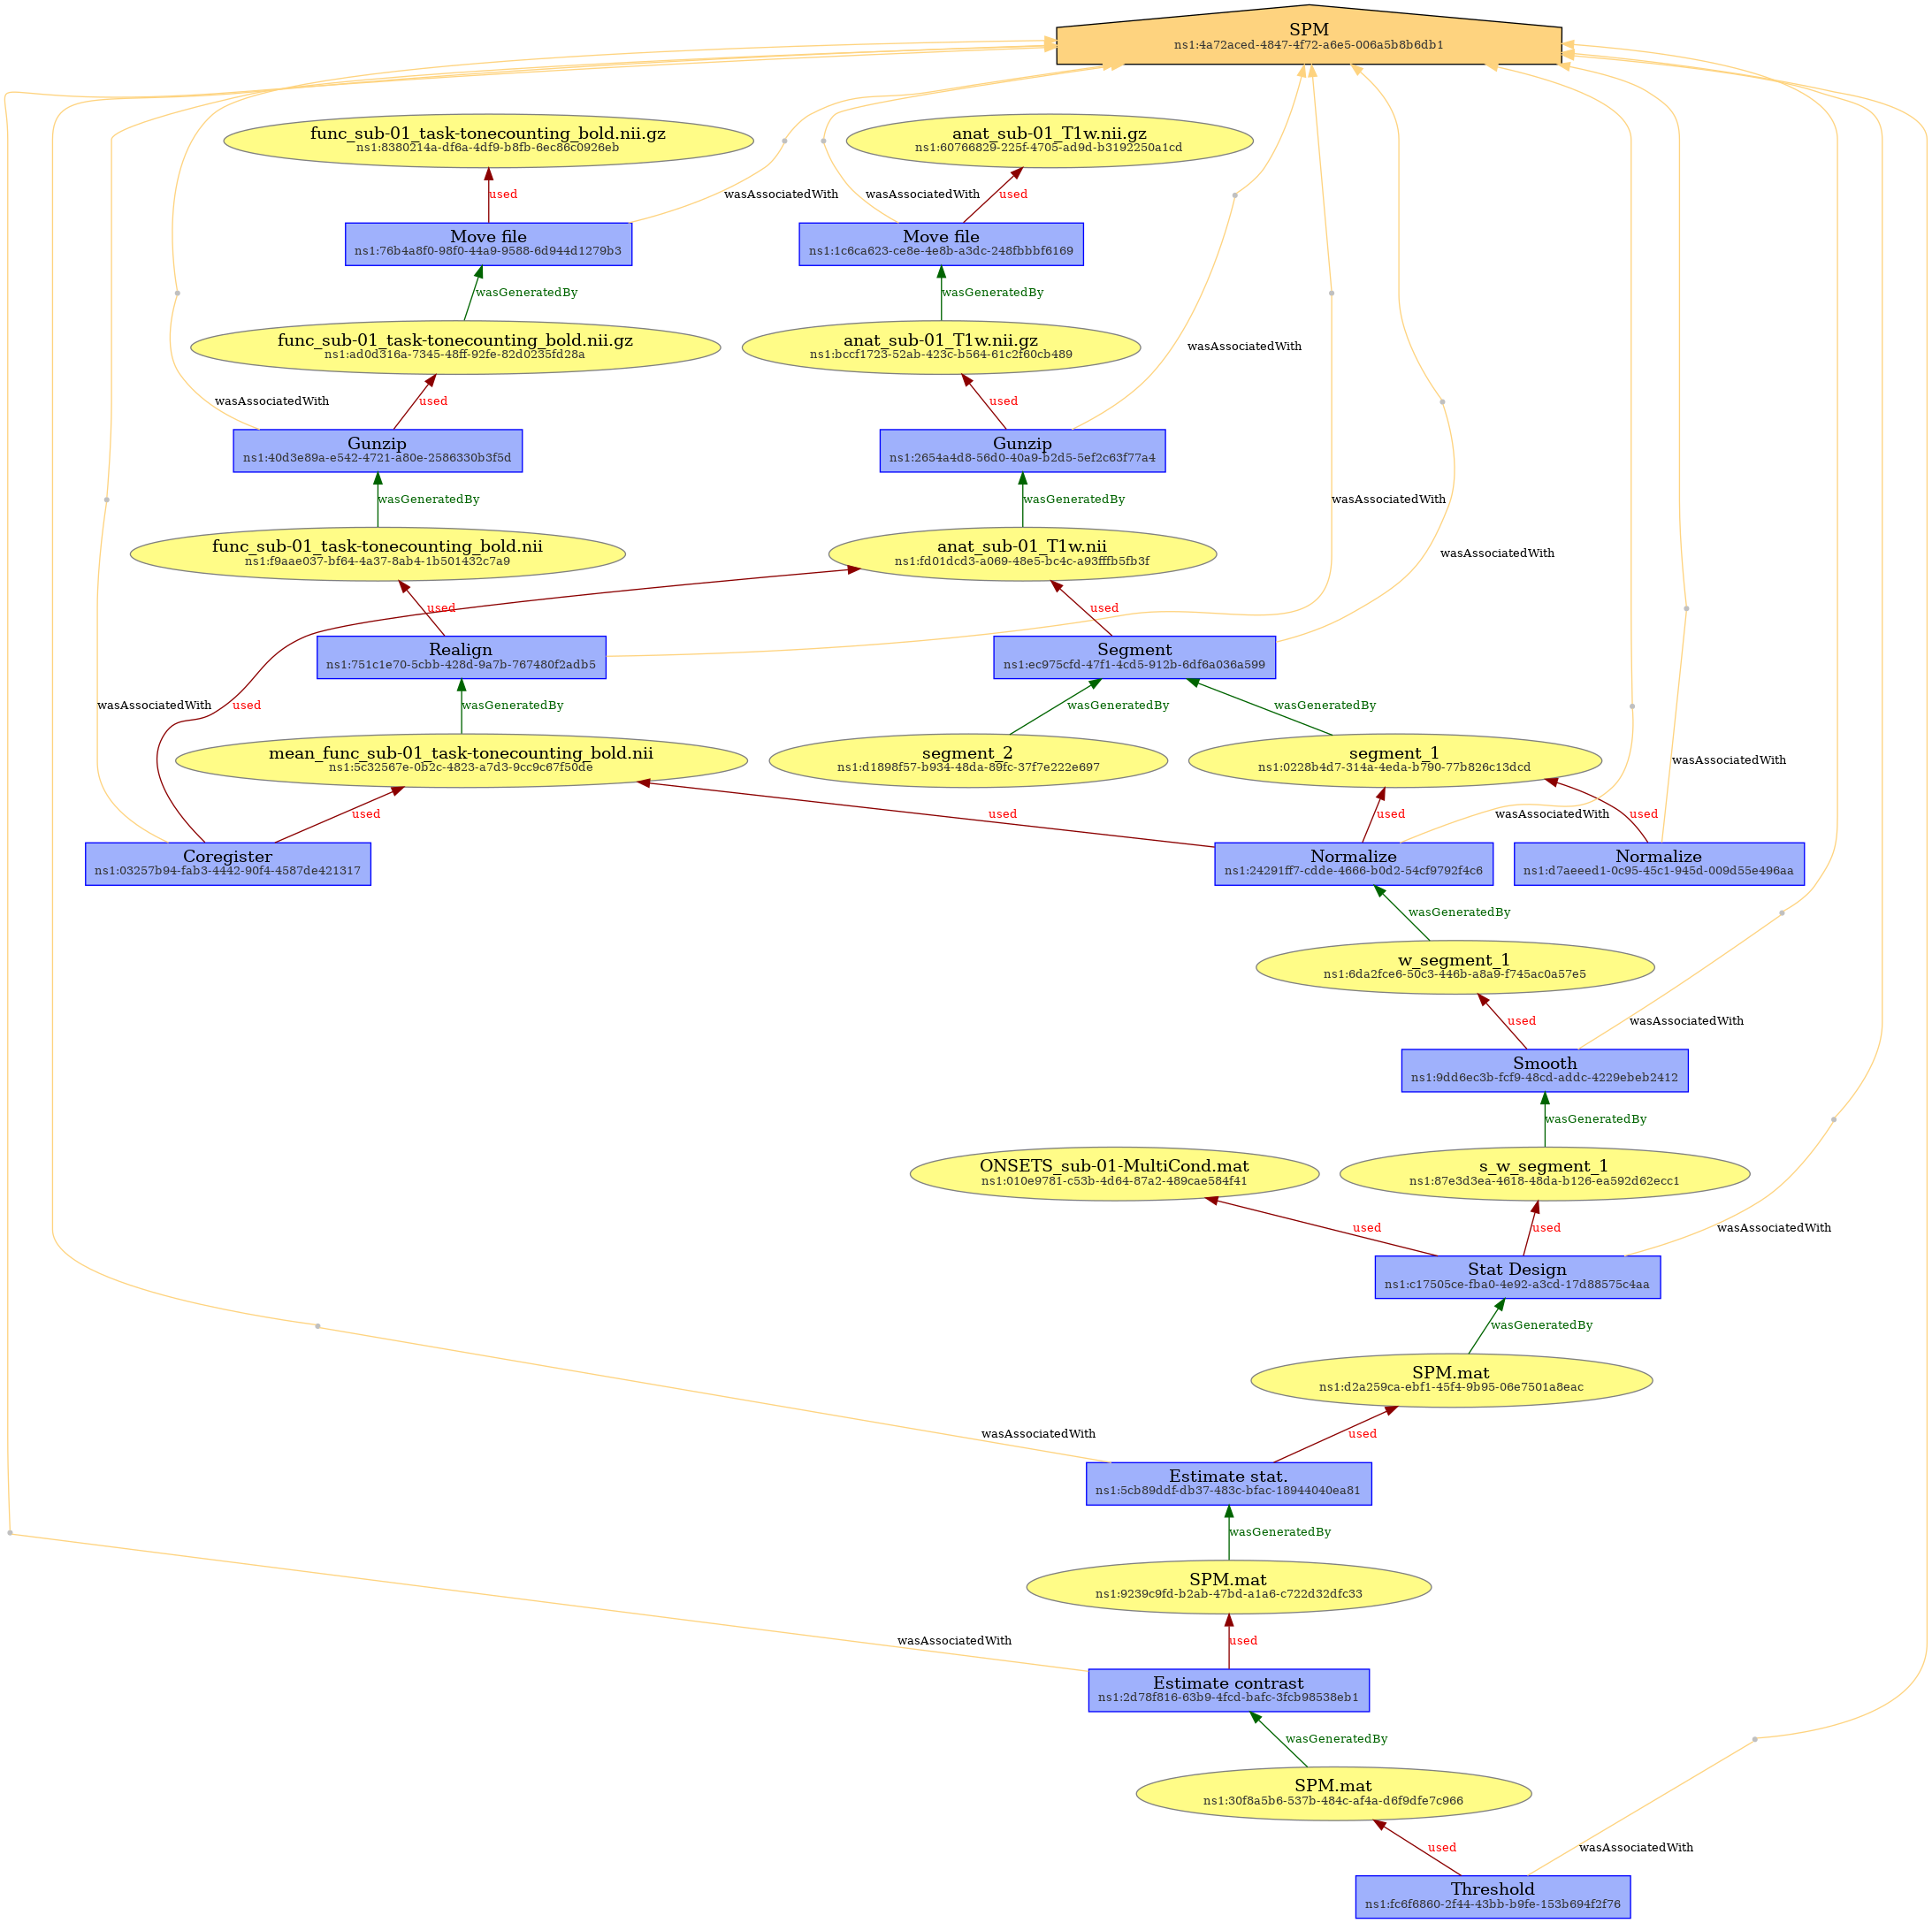 SPM
ns1:4a72aced-4847-4f72-a6e5-006a5b8b6db1
func_sub-01_task-tonecounting_bold.nii.gz
ns1:8380214a-df6a-4df9-b8fb-6ec86c0926eb
anat_sub-01_T1w.nii.gz
ns1:60766829-225f-4705-ad9d-b3192250a1cd
used
wasAssociatedWith
wasAssociatedWith
used
Move file
ns1:76b4a8f0-98f0-44a9-9588-6d944d1279b3
Move file
ns1:1c6ca623-ce8e-4e8b-a3dc-248fbbbf6169
wasGeneratedBy
wasGeneratedBy
func_sub-01_task-tonecounting_bold.nii.gz
ns1:ad0d316a-7345-48ff-92fe-82d0235fd28a
anat_sub-01_T1w.nii.gz
ns1:bccf1723-52ab-423c-b564-61c2f60cb489
wasAssociatedWith
wasAssociatedWith
used
used
Gunzip
ns1:40d3e89a-e542-4721-a80e-2586330b3f5d
Gunzip
ns1:2654a4d8-56d0-40a9-b2d5-5ef2c63f77a4
wasGeneratedBy
wasGeneratedBy
wasAssociatedWith
func_sub-01_task-tonecounting_bold.nii
ns1:f9aae037-bf64-4a37-8ab4-1b501432c7a9
anat_sub-01_T1w.nii
ns1:fd01dcd3-a069-48e5-bc4c-a93fffb5fb3f
wasAssociatedWith
used
used
Realign
ns1:751c1e70-5cbb-428d-9a7b-767480f2adb5
Segment
ns1:ec975cfd-47f1-4cd5-912b-6df6a036a599
wasAssociatedWith
used
wasGeneratedBy
wasGeneratedBy
wasGeneratedBy
mean_func_sub-01_task-tonecounting_bold.nii
ns1:5c32567e-0b2c-4823-a7d3-9cc9c67f50de
segment_2
ns1:d1898f57-b934-48da-89fc-37f7e222e697
segment_1
ns1:0228b4d7-314a-4eda-b790-77b826c13dcd
wasAssociatedWith
used
used
used
wasAssociatedWith
used
Coregister
ns1:03257b94-fab3-4442-90f4-4587de421317
Normalize
ns1:24291ff7-cdde-4666-b0d2-54cf9792f4c6
Normalize
ns1:d7aeeed1-0c95-45c1-945d-009d55e496aa
wasGeneratedBy
w_segment_1
ns1:6da2fce6-50c3-446b-a8a9-f745ac0a57e5
used
wasAssociatedWith
Smooth
ns1:9dd6ec3b-fcf9-48cd-addc-4229ebeb2412
wasGeneratedBy
ONSETS_sub-01-MultiCond.mat
ns1:010e9781-c53b-4d64-87a2-489cae584f41
s_w_segment_1
ns1:87e3d3ea-4618-48da-b126-ea592d62ecc1
used
used
wasAssociatedWith
Stat Design
ns1:c17505ce-fba0-4e92-a3cd-17d88575c4aa
wasGeneratedBy
SPM.mat
ns1:d2a259ca-ebf1-45f4-9b95-06e7501a8eac
wasAssociatedWith
used
Estimate stat.
ns1:5cb89ddf-db37-483c-bfac-18944040ea81
wasGeneratedBy
SPM.mat
ns1:9239c9fd-b2ab-47bd-a1a6-c722d32dfc33
wasAssociatedWith
used
Estimate contrast
ns1:2d78f816-63b9-4fcd-bafc-3fcb98538eb1
wasGeneratedBy
SPM.mat
ns1:30f8a5b6-537b-484c-af4a-d6f9dfe7c966
used
wasAssociatedWith
Threshold
ns1:fc6f6860-2f44-43bb-b9fe-153b694f2f76